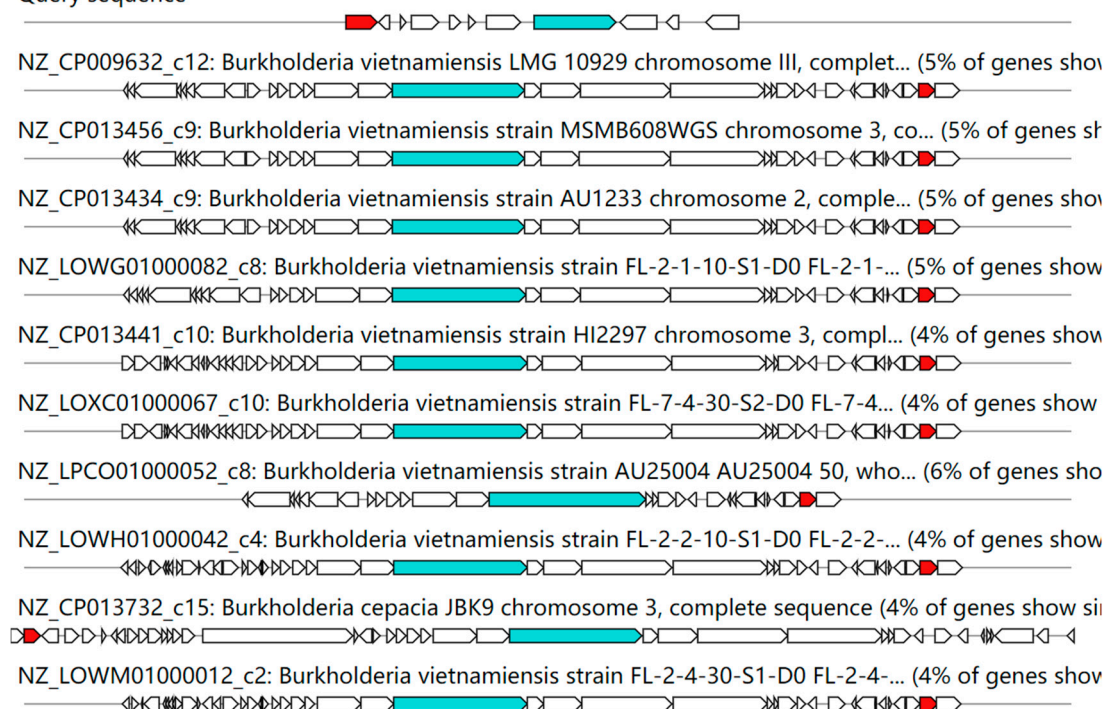 Query sequence
NZ_CP009632_c12: Burkholderia vietnamiensis LMG 10929 chromosome III, complet... (5% of genes show
NZ_CP013456_c9: Burkholderia vietnamiensis strain MSMB608WGS chromosome 3, co... (5% of genes sh
NZ_CP013434_c9: Burkholderia vietnamiensis strain AU1233 chromosome 2, comple... (5% of genes show
NZ_LOWG01000082_c8: Burkholderia vietnamiensis strain FL-2-1-10-S1-D0 FL-2-1-... (5% of genes show
NZ_CP013441_c10: Burkholderia vietnamiensis strain HI2297 chromosome 3, compl... (4% of genes show
NZ_LOXC01000067_c10: Burkholderia vietnamiensis strain FL-7-4-30-S2-D0 FL-7-4... (4% of genes show
NZ_LPCO01000052_c8: Burkholderia vietnamiensis strain AU25004 AU25004 50, who... (6% of genes sho
NZ_LOWH01000042_c4: Burkholderia vietnamiensis strain FL-2-2-10-S1-D0 FL-2-2-... (4% of genes show
NZ_CP013732_c15: Burkholderia cepacia JBK9 chromosome 3, complete sequence (4% of genes show si
NZ_LOWM01000012_c2: Burkholderia vietnamiensis strain FL-2-4-30-S1-D0 FL-2-4-... (4% of genes show